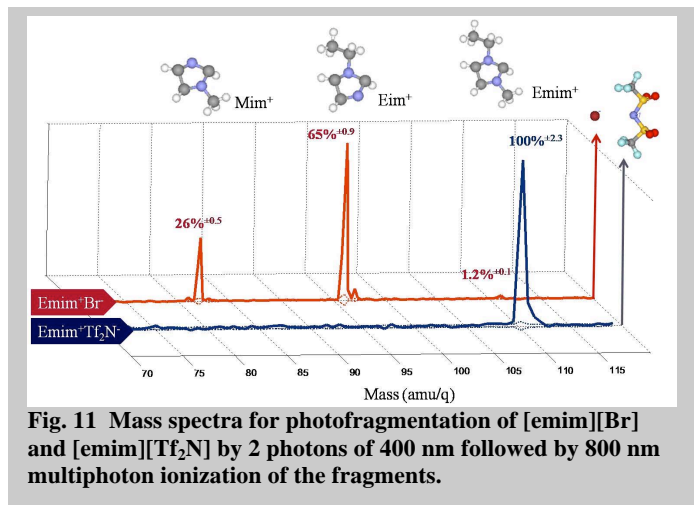 Mim⁺
Eim⁺
Emim⁺
65%±0.9
100%±2.3
26%±0.5
1.2%±0.1
Emim⁺Br⁻
Emim⁺Tf₂N⁻
70 75 80 85 90 95 100 105 110 115
Mass (amu/q)
Fig. 11 Mass spectra for photofragmentation of [emim][Br]
and [emim][Tf₂N] by 2 photons of 400 nm followed by 800 nm
multiphoton ionization of the fragments.